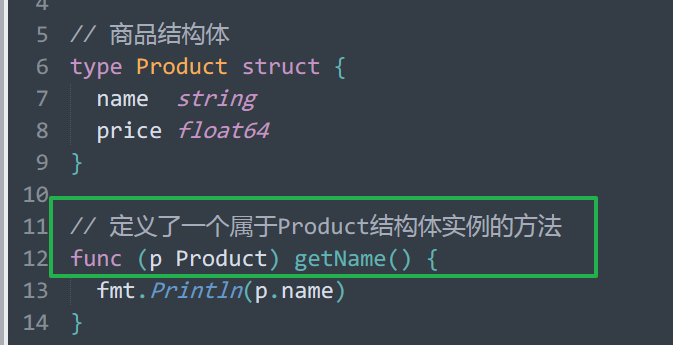 4
5 // 商品结构体
6 type Product struct {
7 name string
8 price float64
9 }
10
11 // 定义了一个属于Product结构体实例的方法
12 func (p Product) getName() {
13 fmt.Println(p.name)
14 }